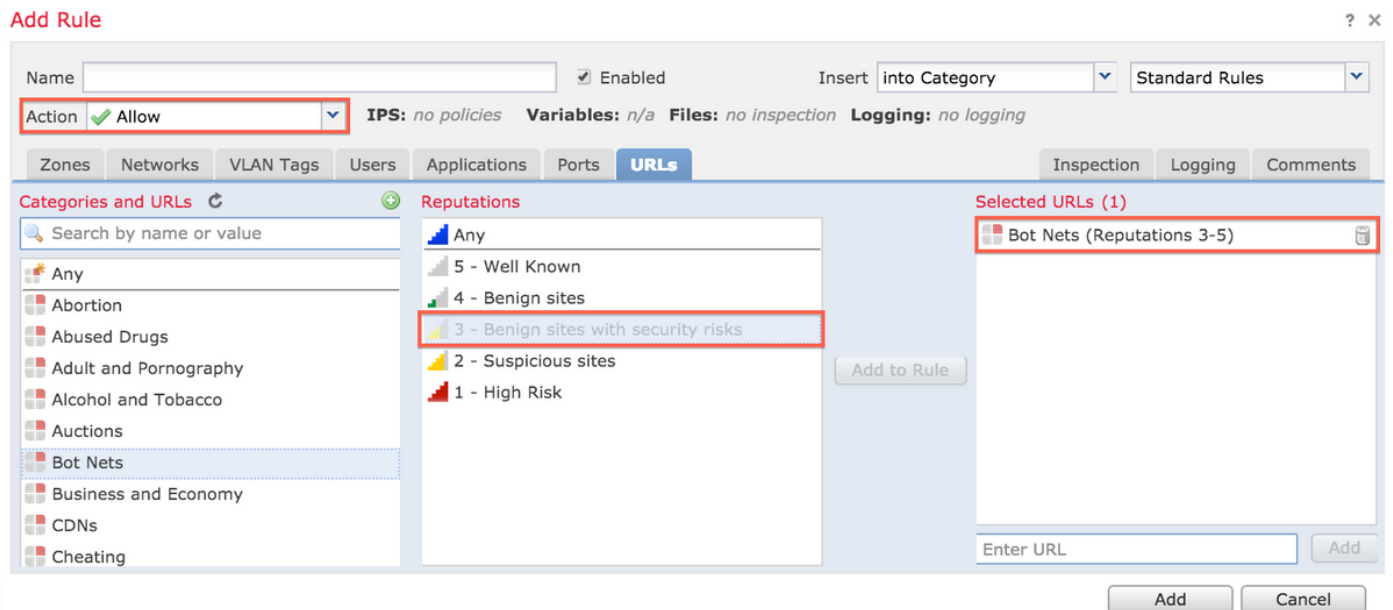 Add Rule ?
Name Enabled Insert into Category Standard Rules
Action Allow IPS: no policies Variables: n/a Files: no inspection Logging: no logging
Zones Networks VLAN Tags Users Applications Ports URLs Inspection Logging Comments
Categories and URLs
Search by name or value
Any
Abortion
Abused Drugs
Adult and Pornography
Alcohol and Tobacco
Auctions
Bot Nets
Business and Economy
CDNs
Cheating
Reputations
Any
5 - Well Known
4 - Benign sites
3 - Benign sites with security risks
2 - Suspicious sites
1 - High Risk
Add to Rule
Selected URLs (1)
Bot Nets (Reputations 3-5)
Enter URL Add
Add Cancel